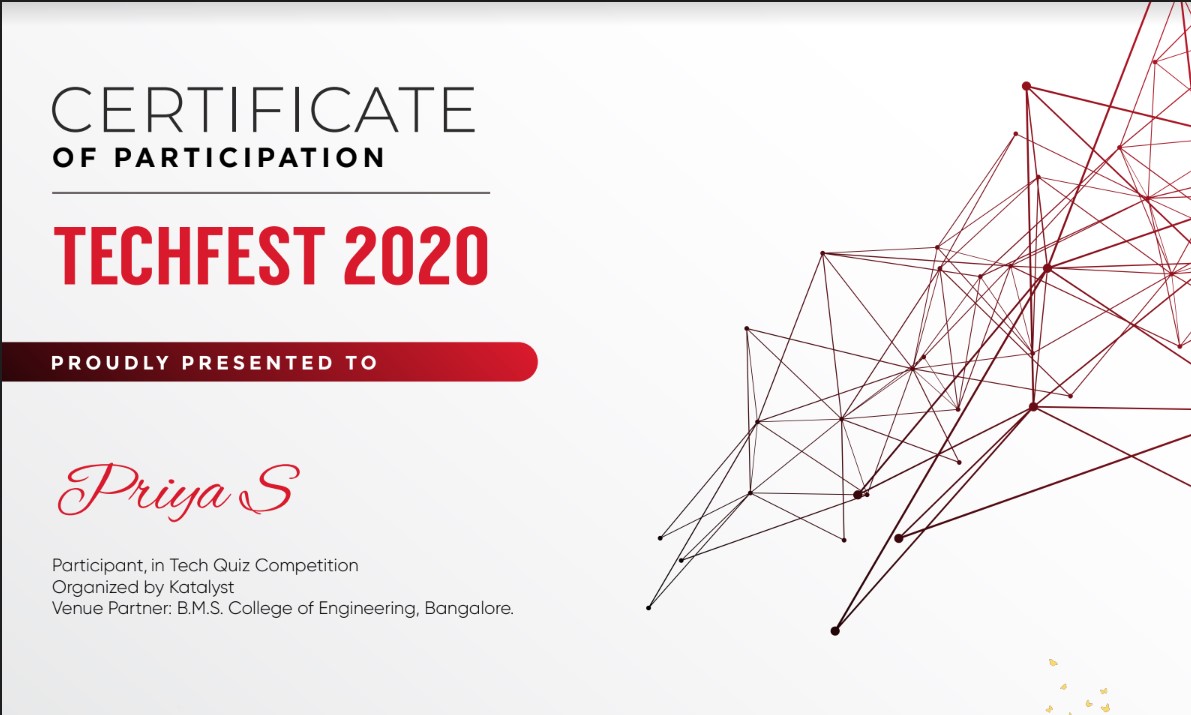 CERTIFICATE
OF PARTICIPATION
TECHFEST 2020
PROUDLY PRESENTED TO
Priya S
Participant, in Tech Quiz Competition
Organized by Katalyst
Venue Partner: B.M.S. College of Engineering, Bangalore.